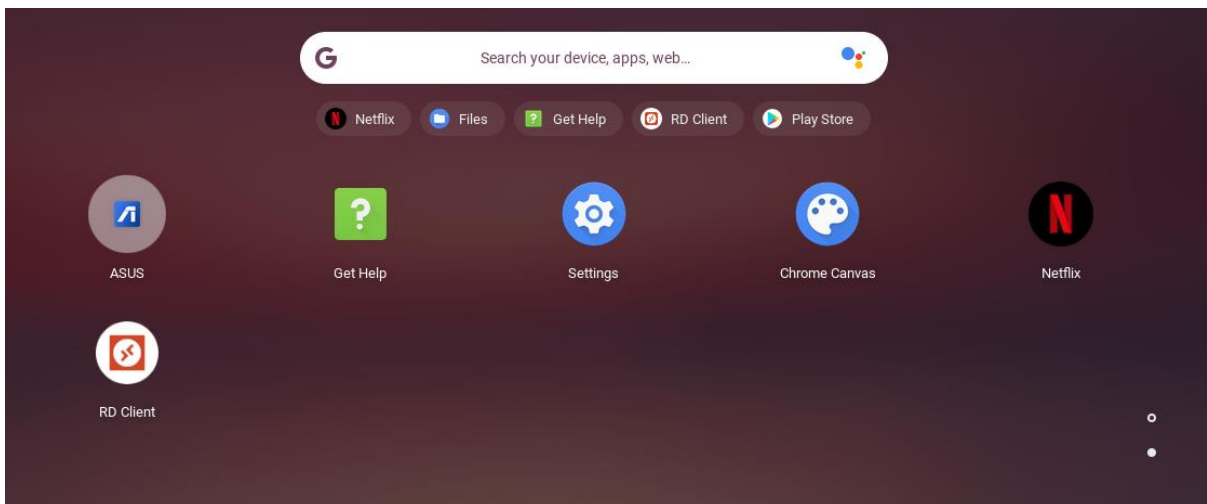 Search your device, apps, web...
Netflix
Files
Get Help
RD Client
Play Store
ASUS
Get Help
Settings
Chrome Canvas
Netflix
RD Client